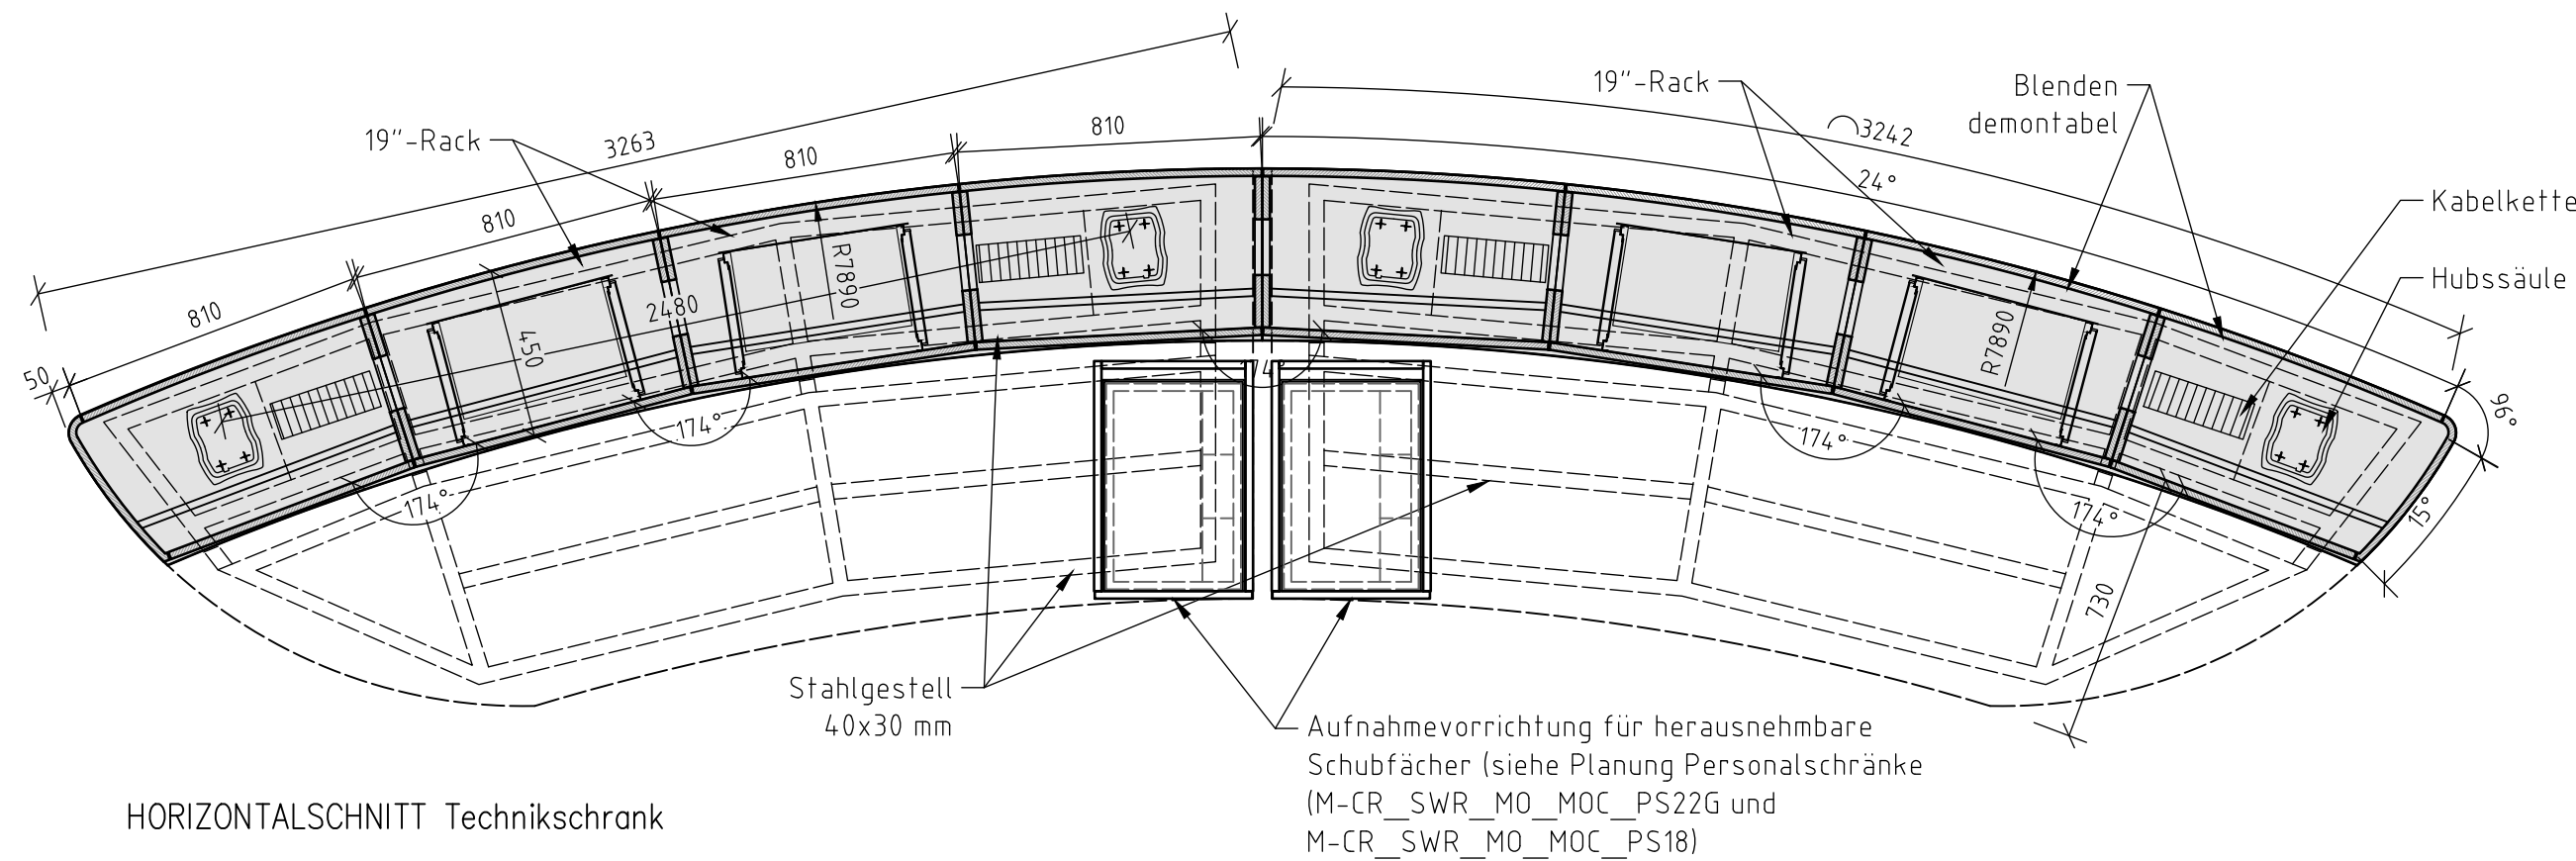 19"-Rack
3263
810
810
810
810
50
2480
450
R7890
19"-Rack
Blenden
demontabel
3242
24°
Kabelkette
Hubssäule
R7890
96°
15°
730
174°
174°
74
174°
174°
Stahlgestell
40x30 mm
Aufnahmevorrichtung für herausnehmbare
Schubfächer (siehe Planung Personalschränke
(M-CR_SWR_MO_MOC_PS22G und
M-CR_SWR_MO_MOC_PS18)
HORIZONTALSCHNITT Technikschrank